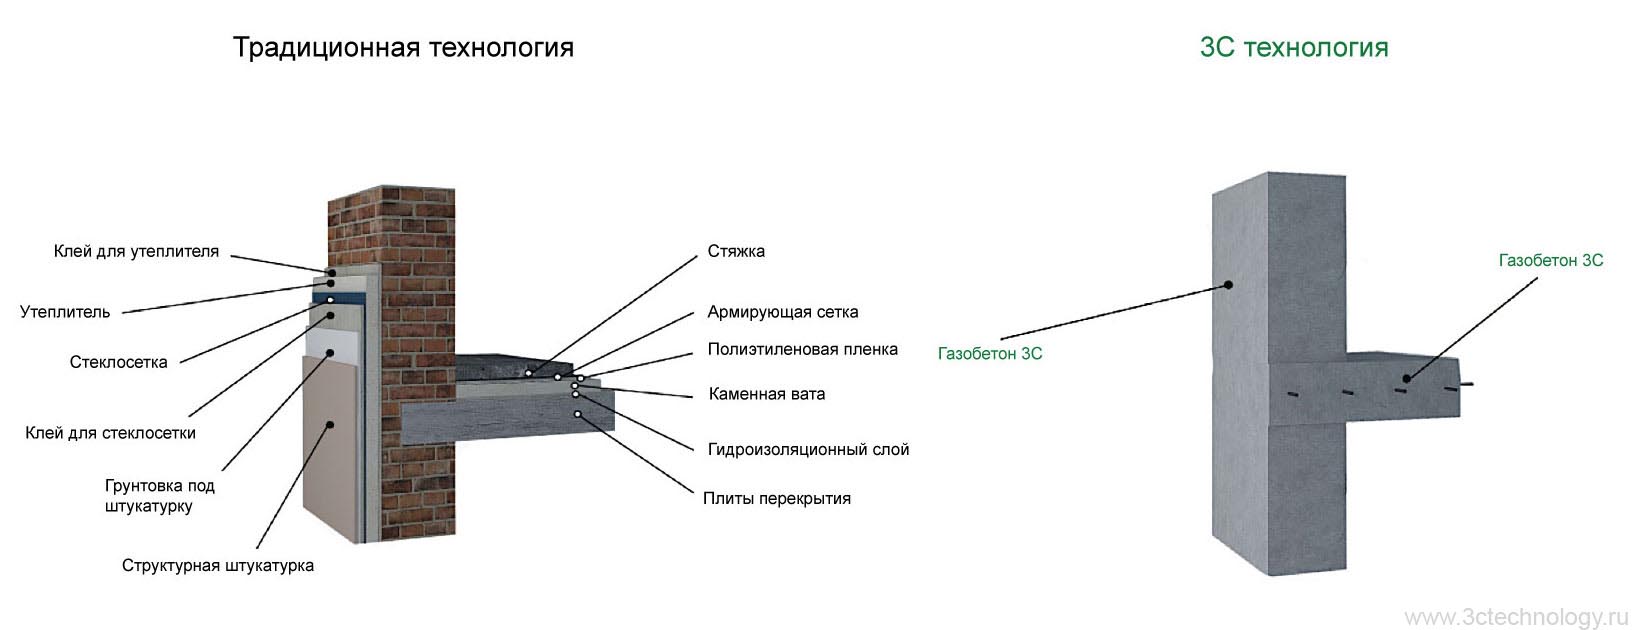 Традиционная технология
3С технология
Клей для утеплителя
Утеплитель
Стеклосетка
Клей для стеклосетки
Грунтовка под
штукатурку
Структурная штукатурка
Стяжка
Армирующая сетка
Полиэтиленовая пленка
Каменная вата
Гидроизоляционный слой
Плиты перекрытия
Газобетон 3С
Газобетон 3С
www.3ctechnology.ru